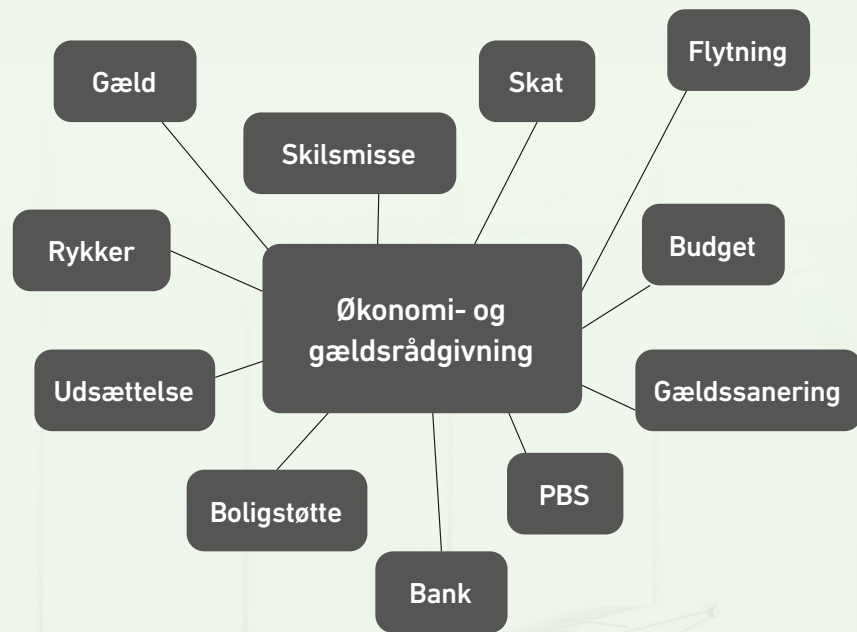 Flytning
Gæld
Skat
Skilsmisse
Rykker
Budget
Økonomi- og
gældsrådgivning
Udsættelse
Gældssanering
Boligstøtte
PBS
Bank